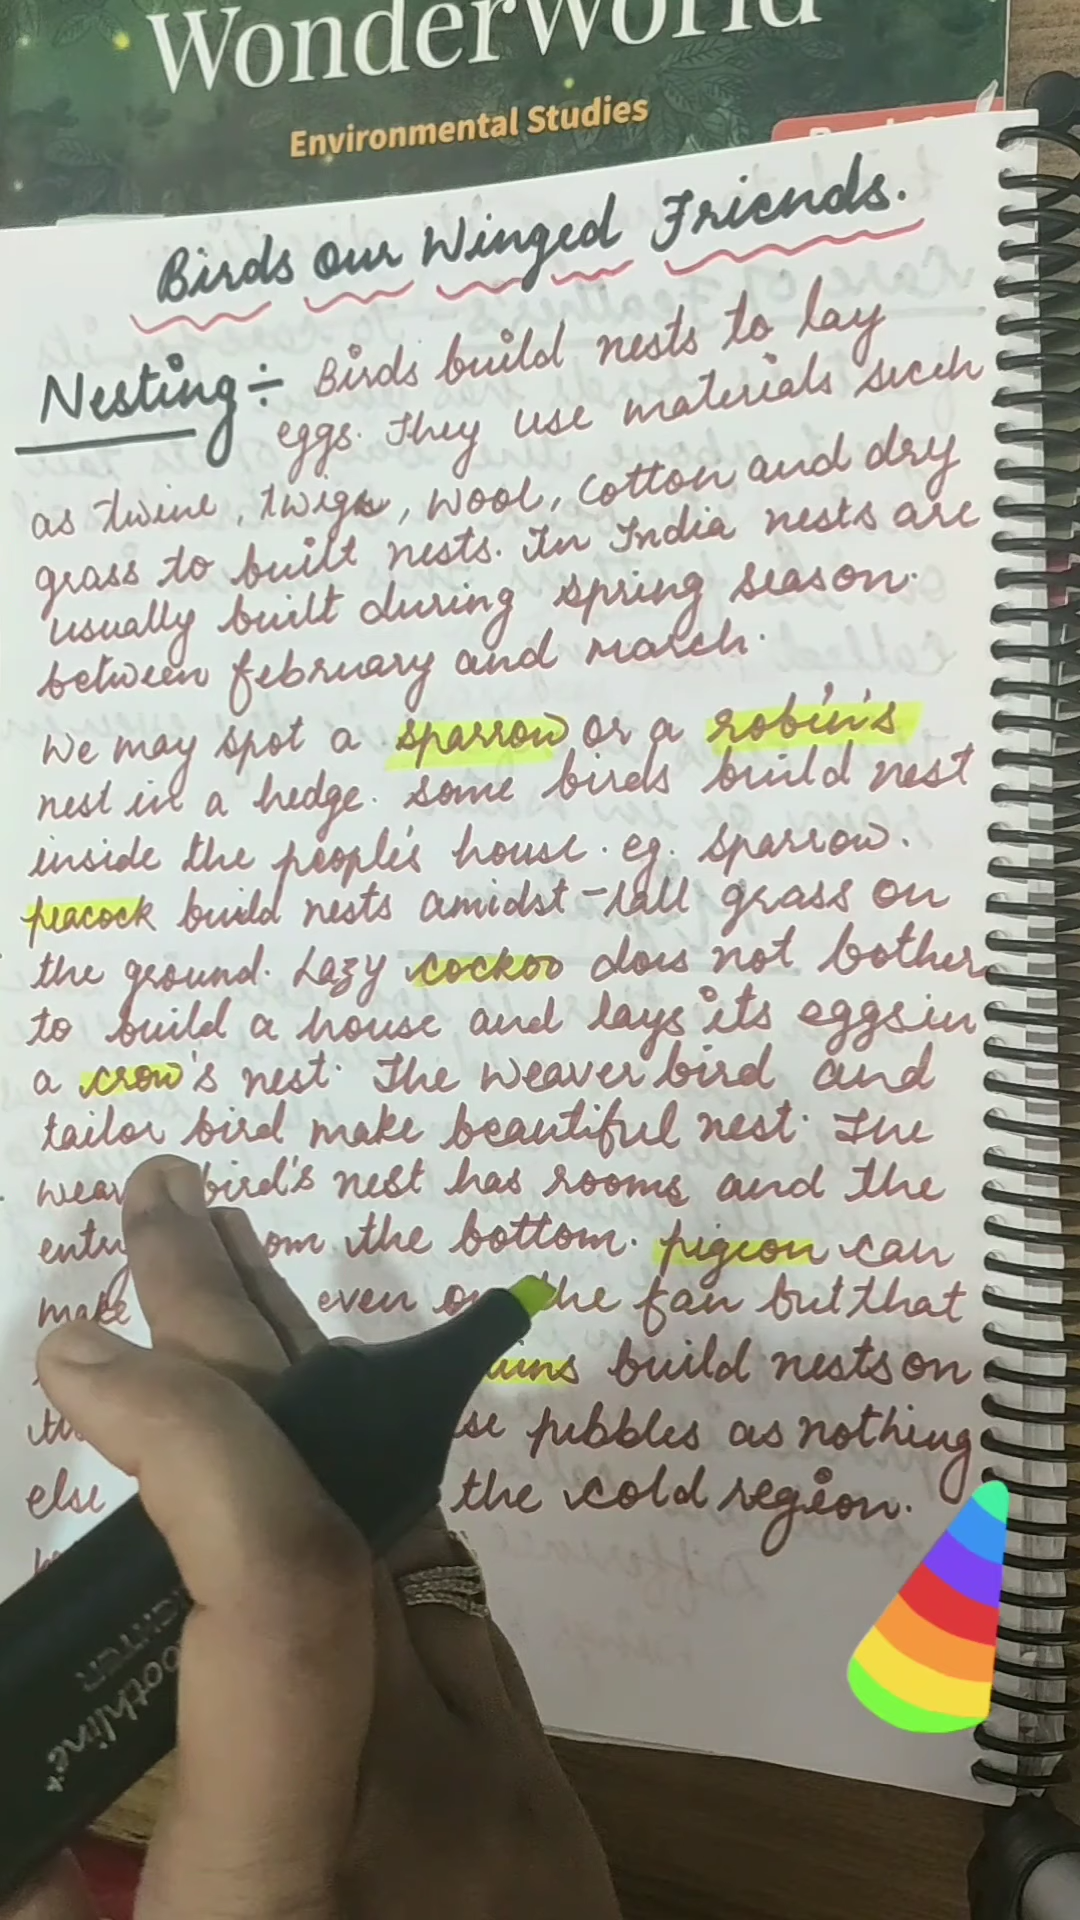 WonderWorld
Environmental Studies
Birds Our Winged Friends.
Nesting ÷ Birds build nests to lay
eggs. They use materials such
as twine, twigs, wool, cotton and dry
grass to built nests. In India nests are
usually built during spring season.
between february and march.
We may spot a sparrow or a robin's
nest in a hedge. some birds build nest
inside the people's house. eg. sparrow.
peacock build nests amidst tall grass on
the ground. Lazy cockoo does not bother
to build a house and lays its eggs in
a crow's nest. The weaver bird and
tailor bird make beautiful nest. The
bird's nest has rooms and the
the bottom. pigeon can
make even on the fan but that
build nests on
pebbles as nothing
else the cold region.